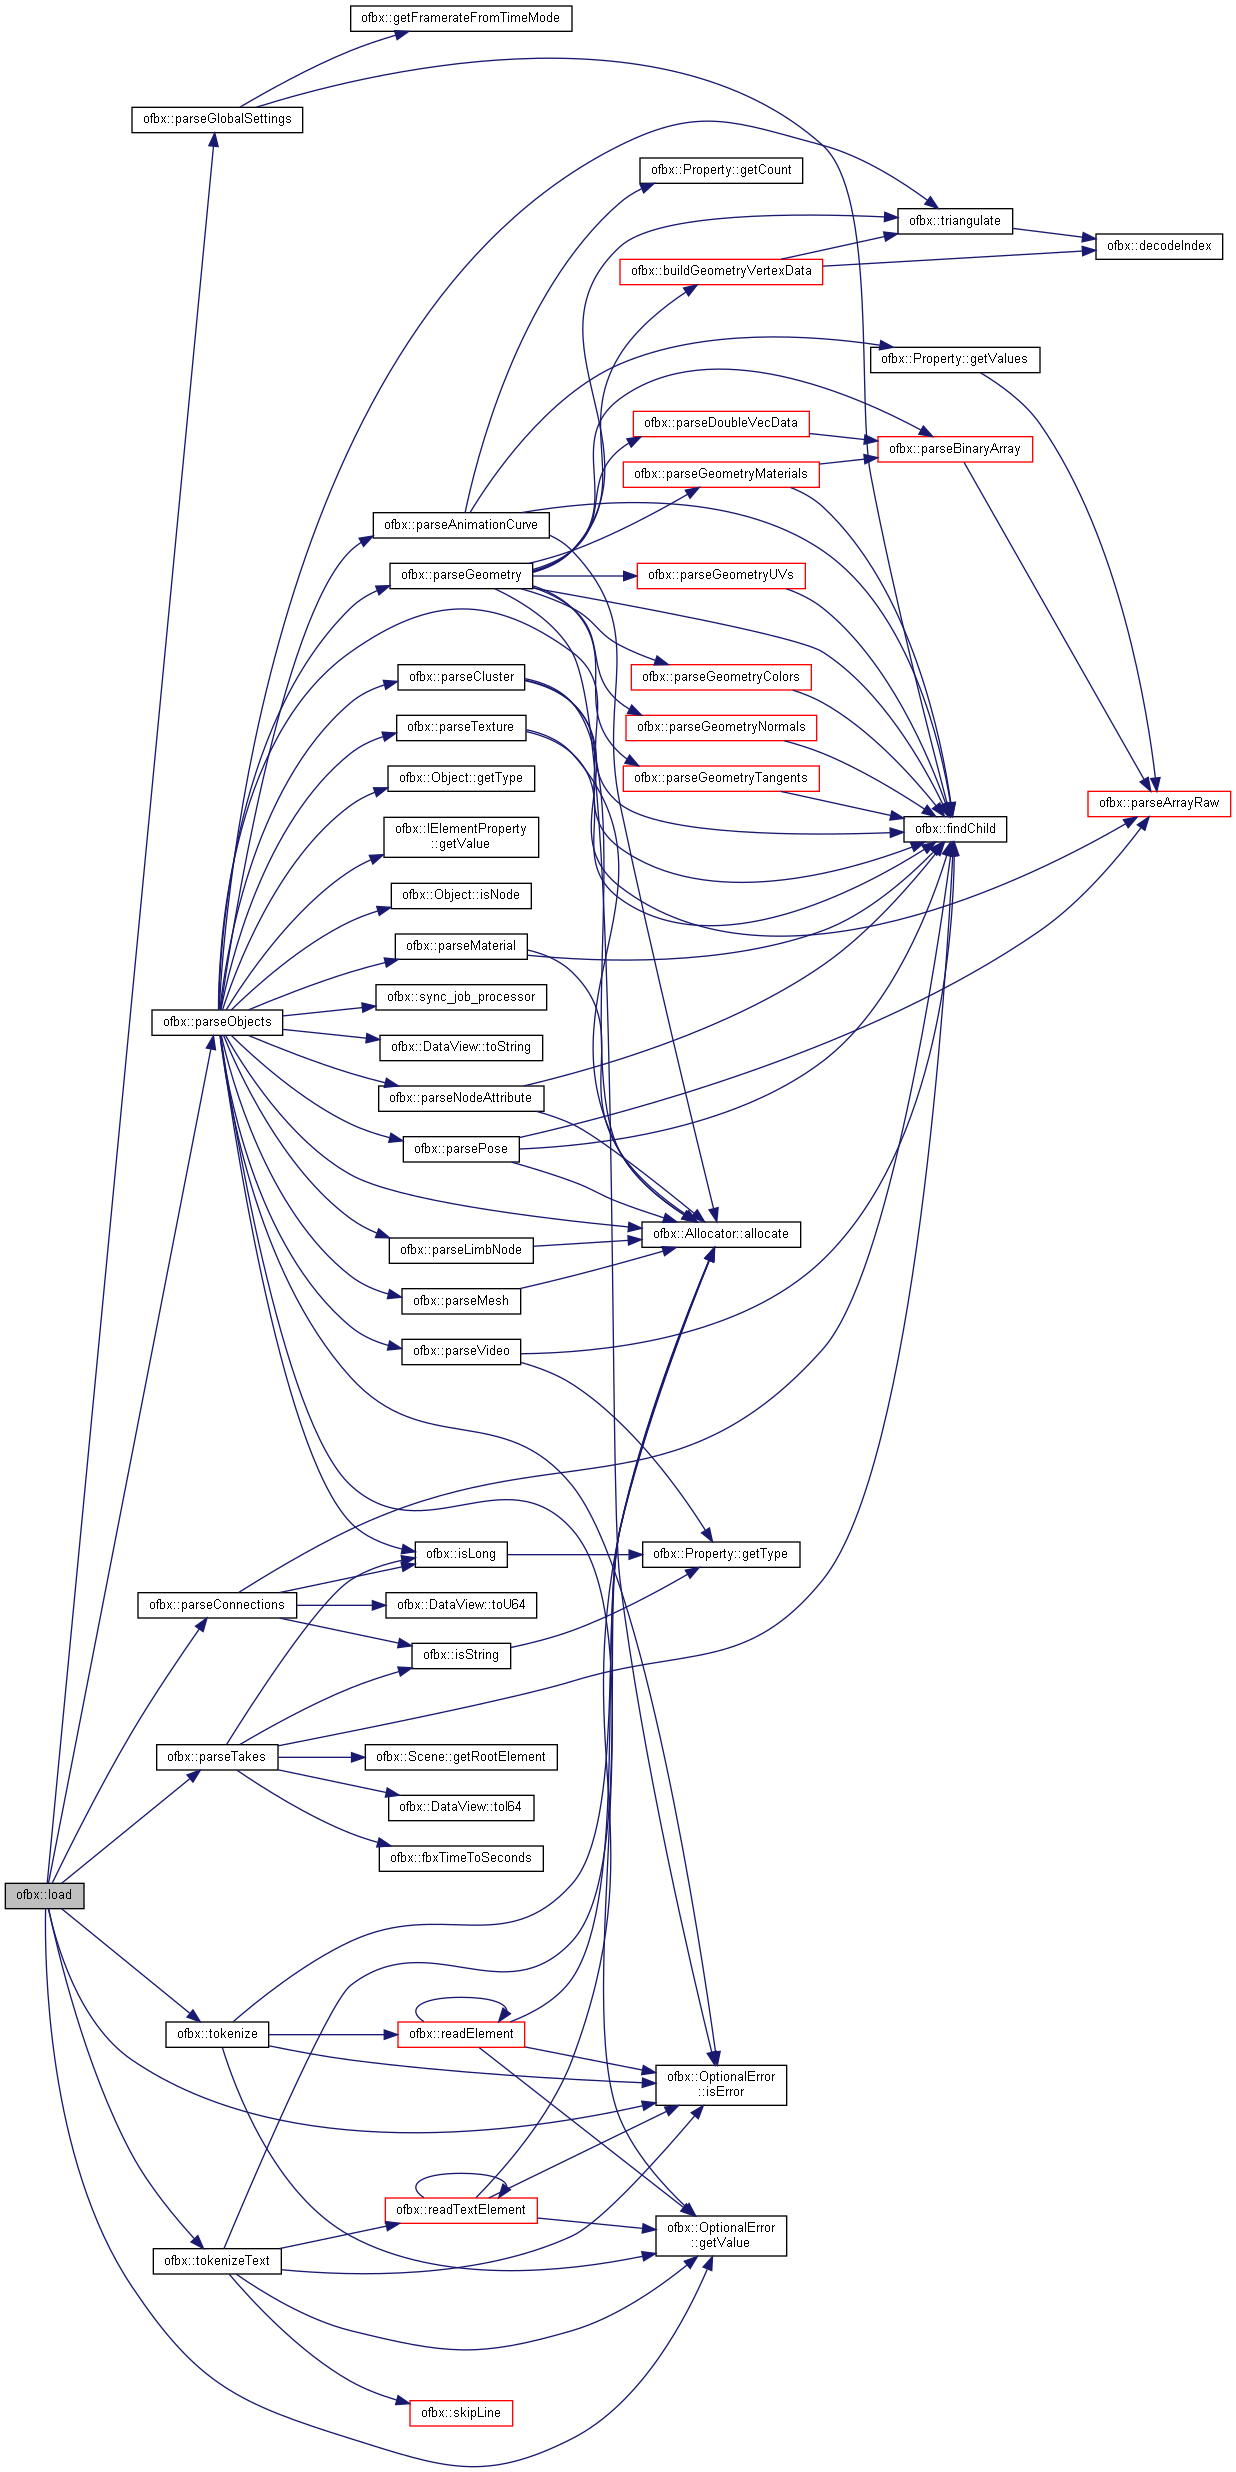 ofbx::getFramerateFromTimeMode
ofbx::parseGlobalSettings
ofbx::Property::getCount
ofbx::triangulate
ofbx::decodeIndex
ofbx::buildGeometryVertexData
ofbx::Property::getValues
ofbx::parseDoubleVecData
ofbx::parseBinaryArray
ofbx::parseGeometryMaterials
ofbx::parseAnimationCurve
ofbx::parseGeometry
ofbx::parseGeometryUVs
ofbx::parseCluster
ofbx::parseGeometryColors
ofbx::parseTexture
ofbx::parseGeometryNormals
ofbx::Object::getType
ofbx::parseGeometryTangents
ofbx::parseArrayRaw
ofbx::IElementProperty
::getValue
ofbx::findChild
ofbx::Object::isNode
ofbx::parseMaterial
ofbx::sync_job_processor
ofbx::parseObjects
ofbx::DataView::toString
ofbx::parseNodeAttribute
ofbx::parsePose
ofbx::Allocator::allocate
ofbx::parseLimbNode
ofbx::parseMesh
ofbx::parseVideo
ofbx::isLong
ofbx::Property::getType
ofbx::parseConnections
ofbx::DataView::toU64
ofbx::isString
ofbx::parseTakes
ofbx::Scene::getRootElement
ofbx::DataView::toI64
ofbx::fbxTimeToSeconds
ofbx::load
ofbx::tokenize
ofbx::readElement
ofbx::OptionalError
::isError
ofbx::readTextElement
ofbx::OptionalError
::getValue
ofbx::tokenizeText
ofbx::skipLine